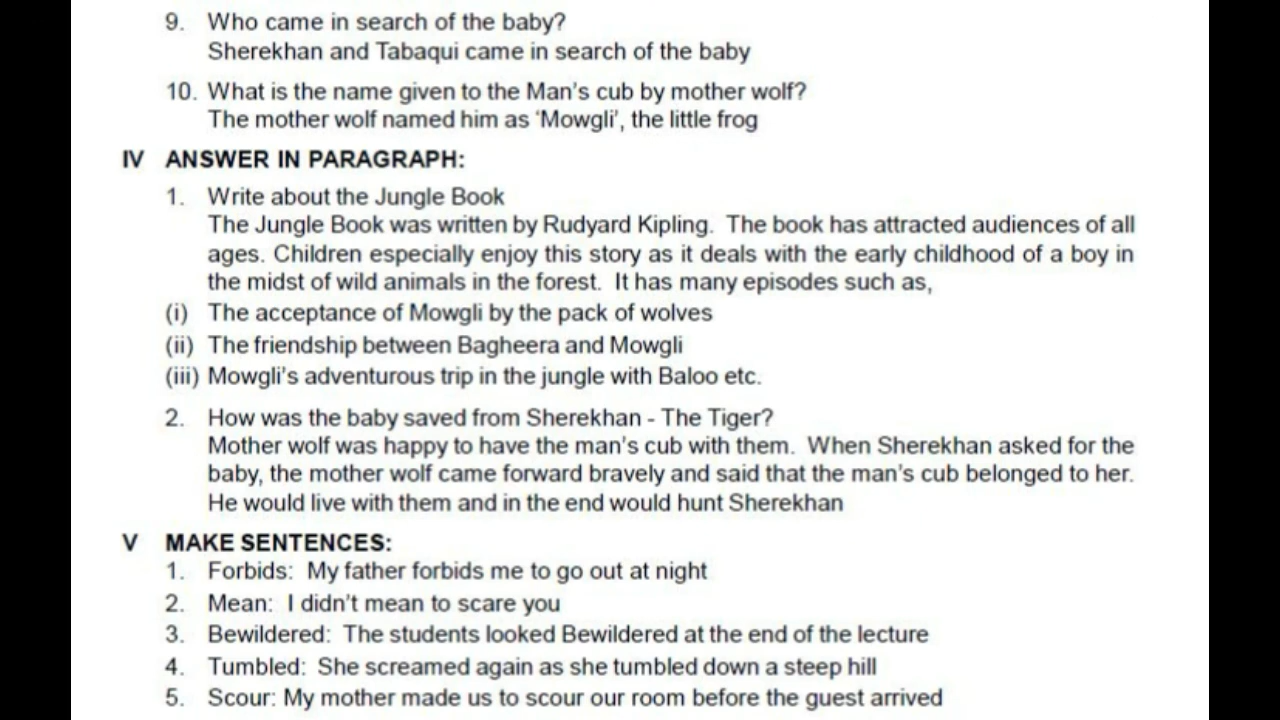 9. Who came in search of the baby?
Sherekhan and Tabaqui came in search of the baby
10. What is the name given to the Man's cub by mother wolf?
The mother wolf named him as 'Mowgli', the little frog
IV ANSWER IN PARAGRAPH:
1. Write about the Jungle Book
The Jungle Book was written by Rudyard Kipling. The book has attracted audiences of all
ages. Children especially enjoy this story as it deals with the early childhood of a boy in
the midst of wild animals in the forest. It has many episodes such as,
(i) The acceptance of Mowgli by the pack of wolves
(ii) The friendship between Bagheera and Mowgli
(iii) Mowgli's adventurous trip in the jungle with Baloo etc.
2. How was the baby saved from Sherekhan - The Tiger?
Mother wolf was happy to have the man's cub with them. When Sherekhan asked for the
baby, the mother wolf came forward bravely and said that the man's cub belonged to her.
He would live with them and in the end would hunt Sherekhan
V MAKE SENTENCES:
1. Forbids: My father forbids me to go out at night
2. Mean: I didn't mean to scare you
3. Bewildered: The students looked Bewildered at the end of the lecture
4. Tumbled: She screamed again as she tumbled down a steep hill
5. Scour: My mother made us to scour our room before the guest arrived